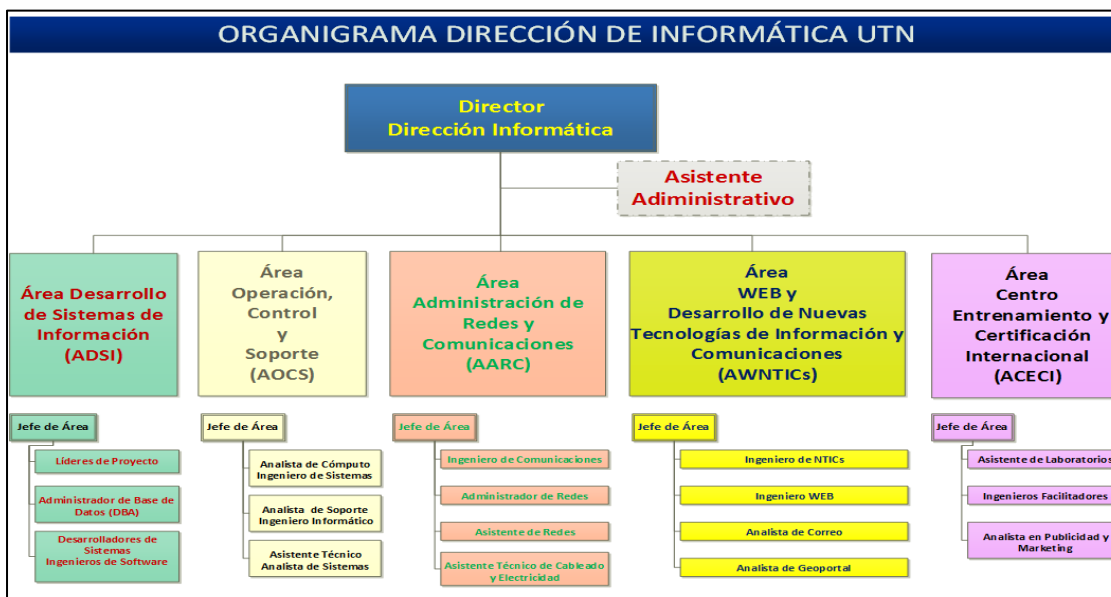 ORGANIGRAMA DIRECCIÓN DE INFORMÁTICA UTN
Director
Dirección Informática
Asistente
Adiministrativo
Área Desarrollo
de Sistemas de
Información
(ADSI)
Área
Operación,
Control
y
Soporte
(AOCS)
Área
Administración de
Redes y
Comunicaciones
(AARC)
Área
WEB y
Desarrollo de Nuevas
Tecnologías de Información y
Comunicaciones
(AWNTICs)
Área
Centro
Entrenamiento y
Certificación
Internacional
(ACECI)
Jefe de Área
Líderes de Proyecto
Administrador de Base de
Datos (DBA)
Desarrolladores de
Sistemas
Ingenieros de Software
Jefe de Área
Analista de Cómputo
Ingeniero de Sistemas
Analista de Soporte
Ingeniero Informático
Asistente Técnico
Analista de Sistemas
Jefe de Área
Ingeniero de Comunicaciones
Administrador de Redes
Asistente de Redes
Asistente Técnico de Cableado
y Electricidad
Jefe de Área
Ingeniero de NTICs
Ingeniero WEB
Analista de Correo
Analista de Geoportal
Jefe de Área
Asistente de Laboratorios
Ingenieros Facilitadores
Analista en Publicidad y
Marketing